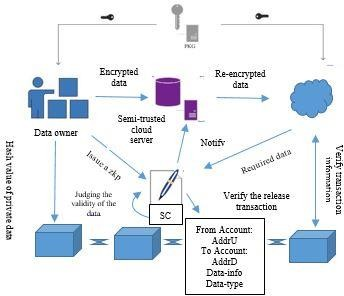 PKG
Encrypted
data
Re-encrypted
data
Data owner
Semi-trusted
cloud
server
Notifv
Issue a zkp
Required data
Judging the
validity of the
data
SC
Verify the release
transaction
Hash value of private data
Verify transaction
information
From Account:
AddrU
To Account:
AddrD
Data-info
Data-type